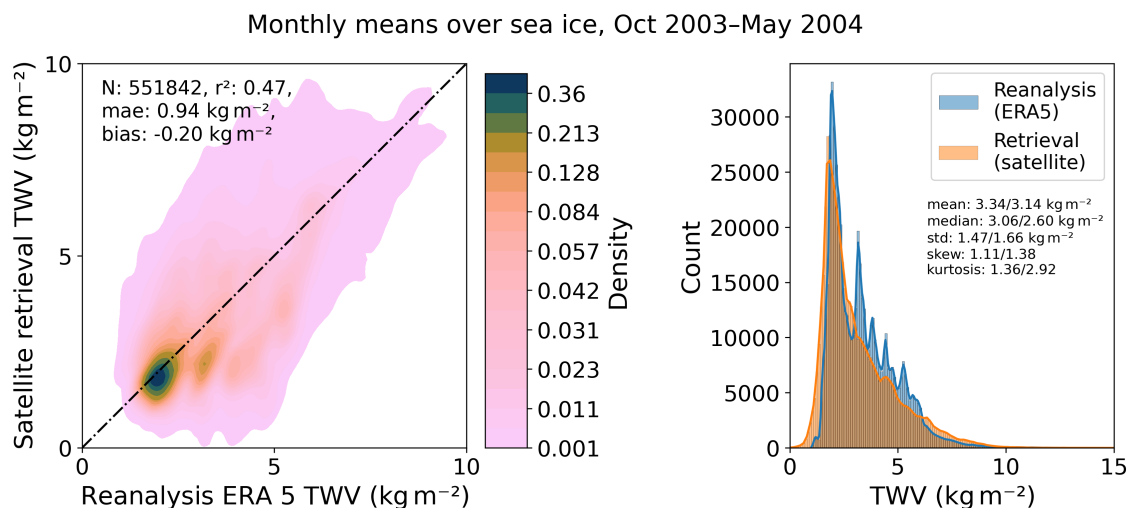 Monthly means over sea ice, Oct 2003–May 2004
Satellite retrieval TWV (kg m⁻²)
10
5
0
N: 551842, r²: 0.47,
mae: 0.94 kg m⁻²,
bias: -0.20 kg m⁻²
0
5
10
Reanalysis ERA 5 TWV (kg m⁻²)
0.36
0.213
0.128
0.084
0.057
0.042
0.031
0.020
0.011
0.001
Density
Count
30000
25000
20000
15000
10000
5000
0
Reanalysis
(ERA5)
Retrieval
(satellite)
mean: 3.34/3.14 kg m⁻²
median: 3.06/2.60 kg m⁻²
std: 1.47/1.66 kg m⁻²
skew: 1.11/1.38
kurtosis: 1.36/2.92
0
5
10
15
TWV (kg m⁻²)